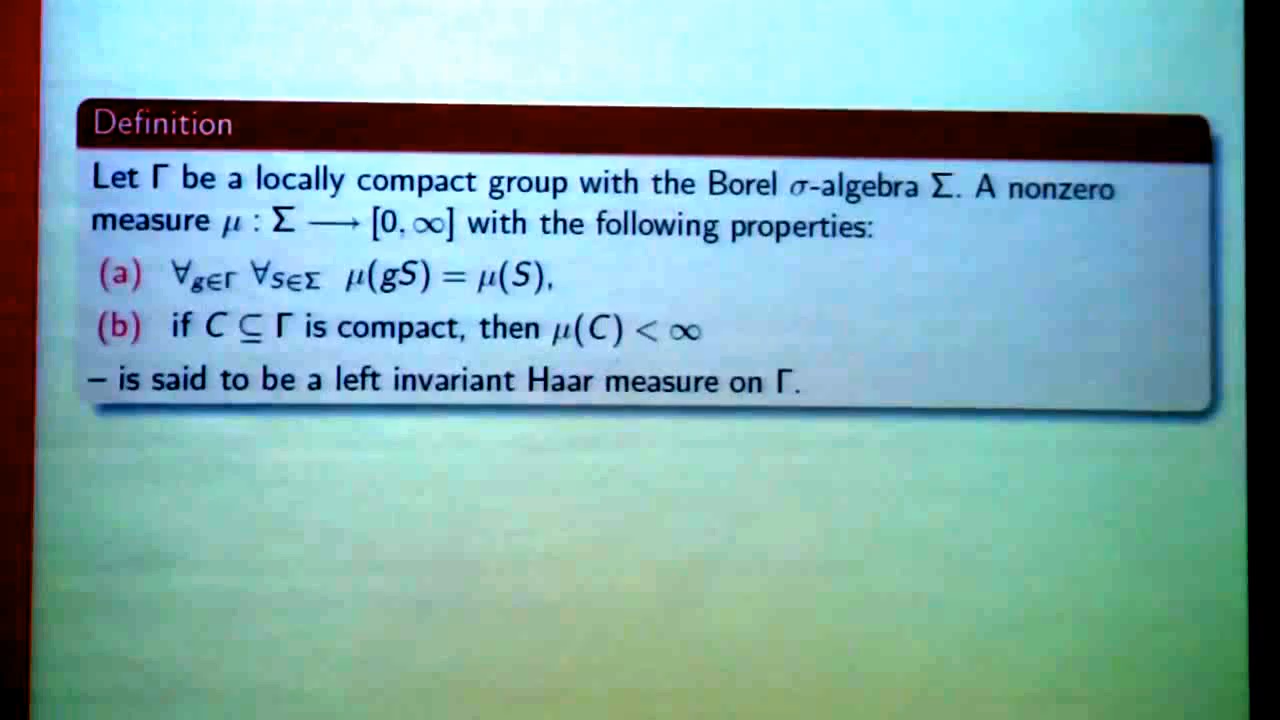 Definition
Let Γ be a locally compact group with the Borel σ-algebra Σ. A nonzero
measure μ : Σ ⟶ [0, ∞] with the following properties:
(a) ∀g∈Γ ∀S∈Σ μ(gS) = μ(S),
(b) if C ⊆ Γ is compact, then μ(C) < ∞
– is said to be a left invariant Haar measure on Γ.